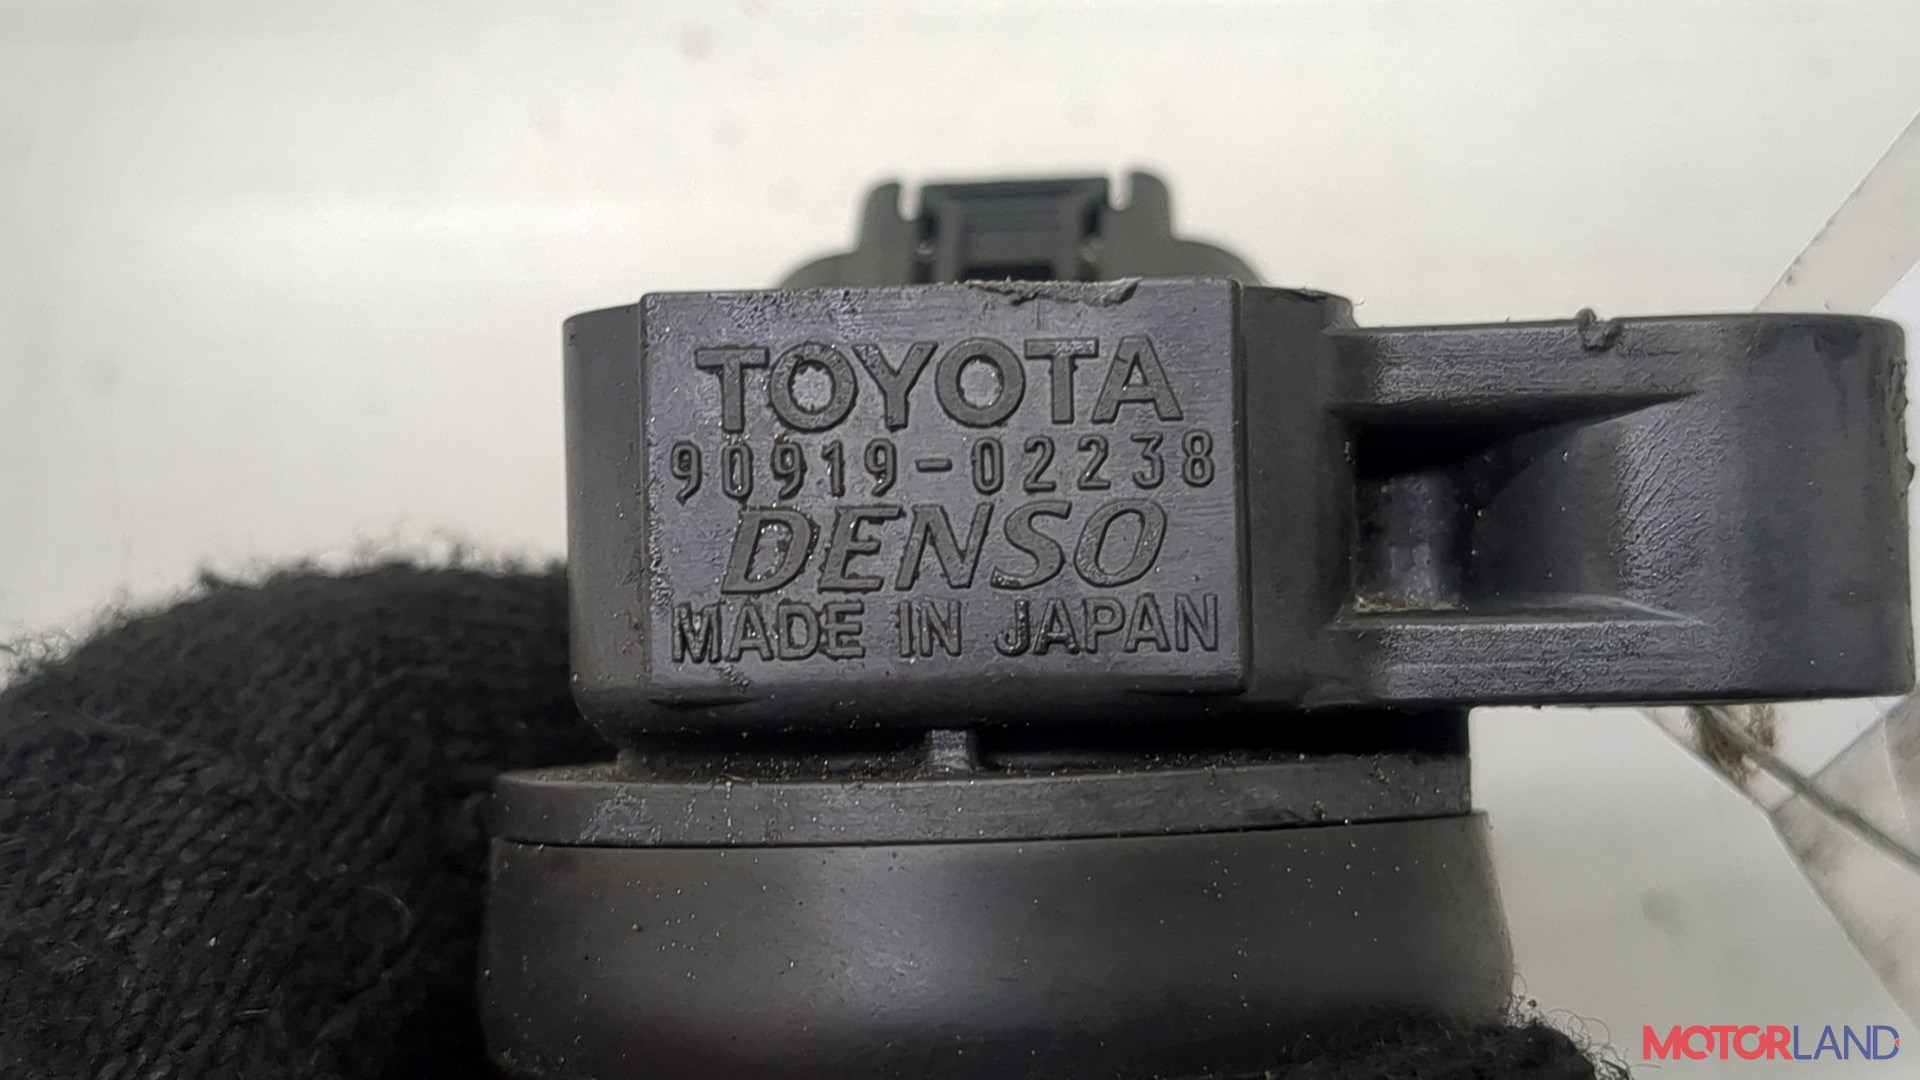 TOYOTA
90919-02238
DENSO
MADE IN JAPAN
MOTORLAND